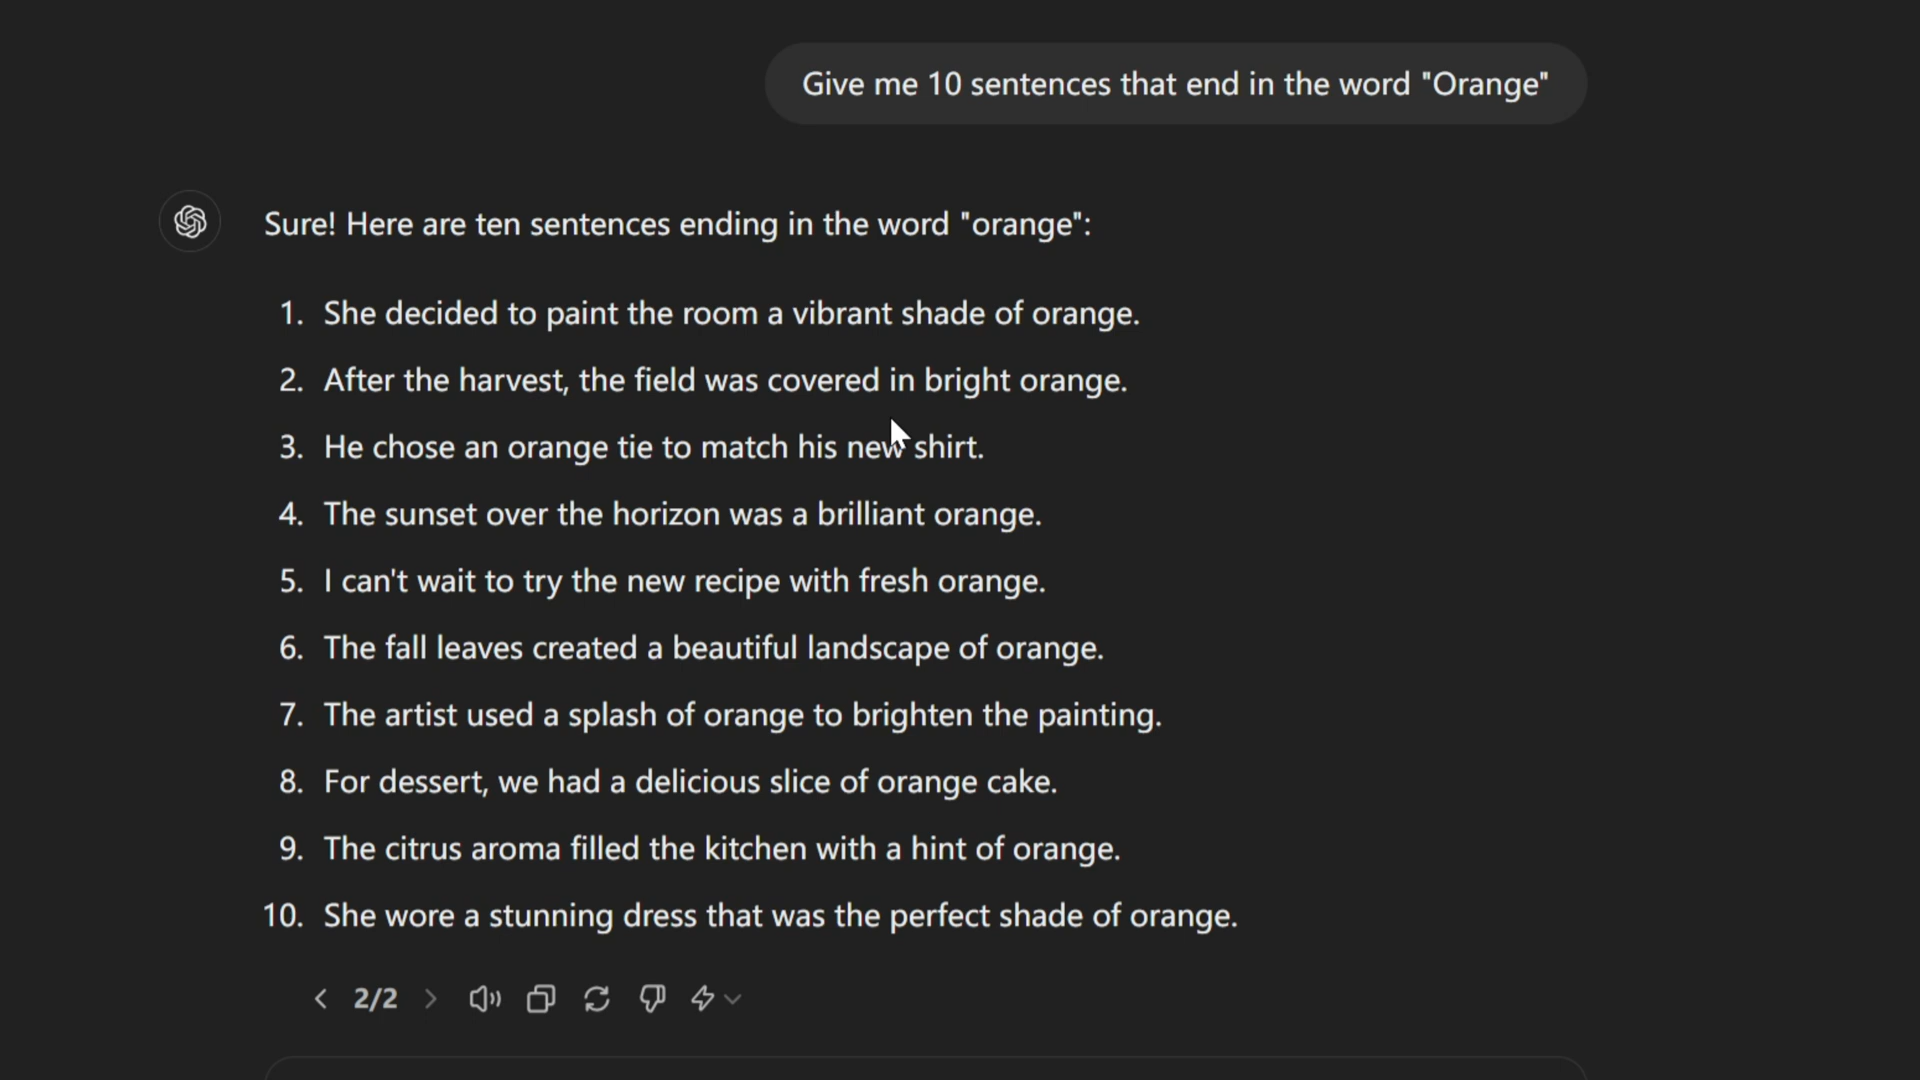 Give me 10 sentences that end in the word "Orange"
Sure! Here are ten sentences ending in the word "orange":
1. She decided to paint the room a vibrant shade of orange.
2. After the harvest, the field was covered in bright orange.
3. He chose an orange tie to match his new shirt.
4. The sunset over the horizon was a brilliant orange.
5. I can't wait to try the new recipe with fresh orange.
6. The fall leaves created a beautiful landscape of orange.
7. The artist used a splash of orange to brighten the painting.
8. For dessert, we had a delicious slice of orange cake.
9. The citrus aroma filled the kitchen with a hint of orange.
10. She wore a stunning dress that was the perfect shade of orange.
2/2